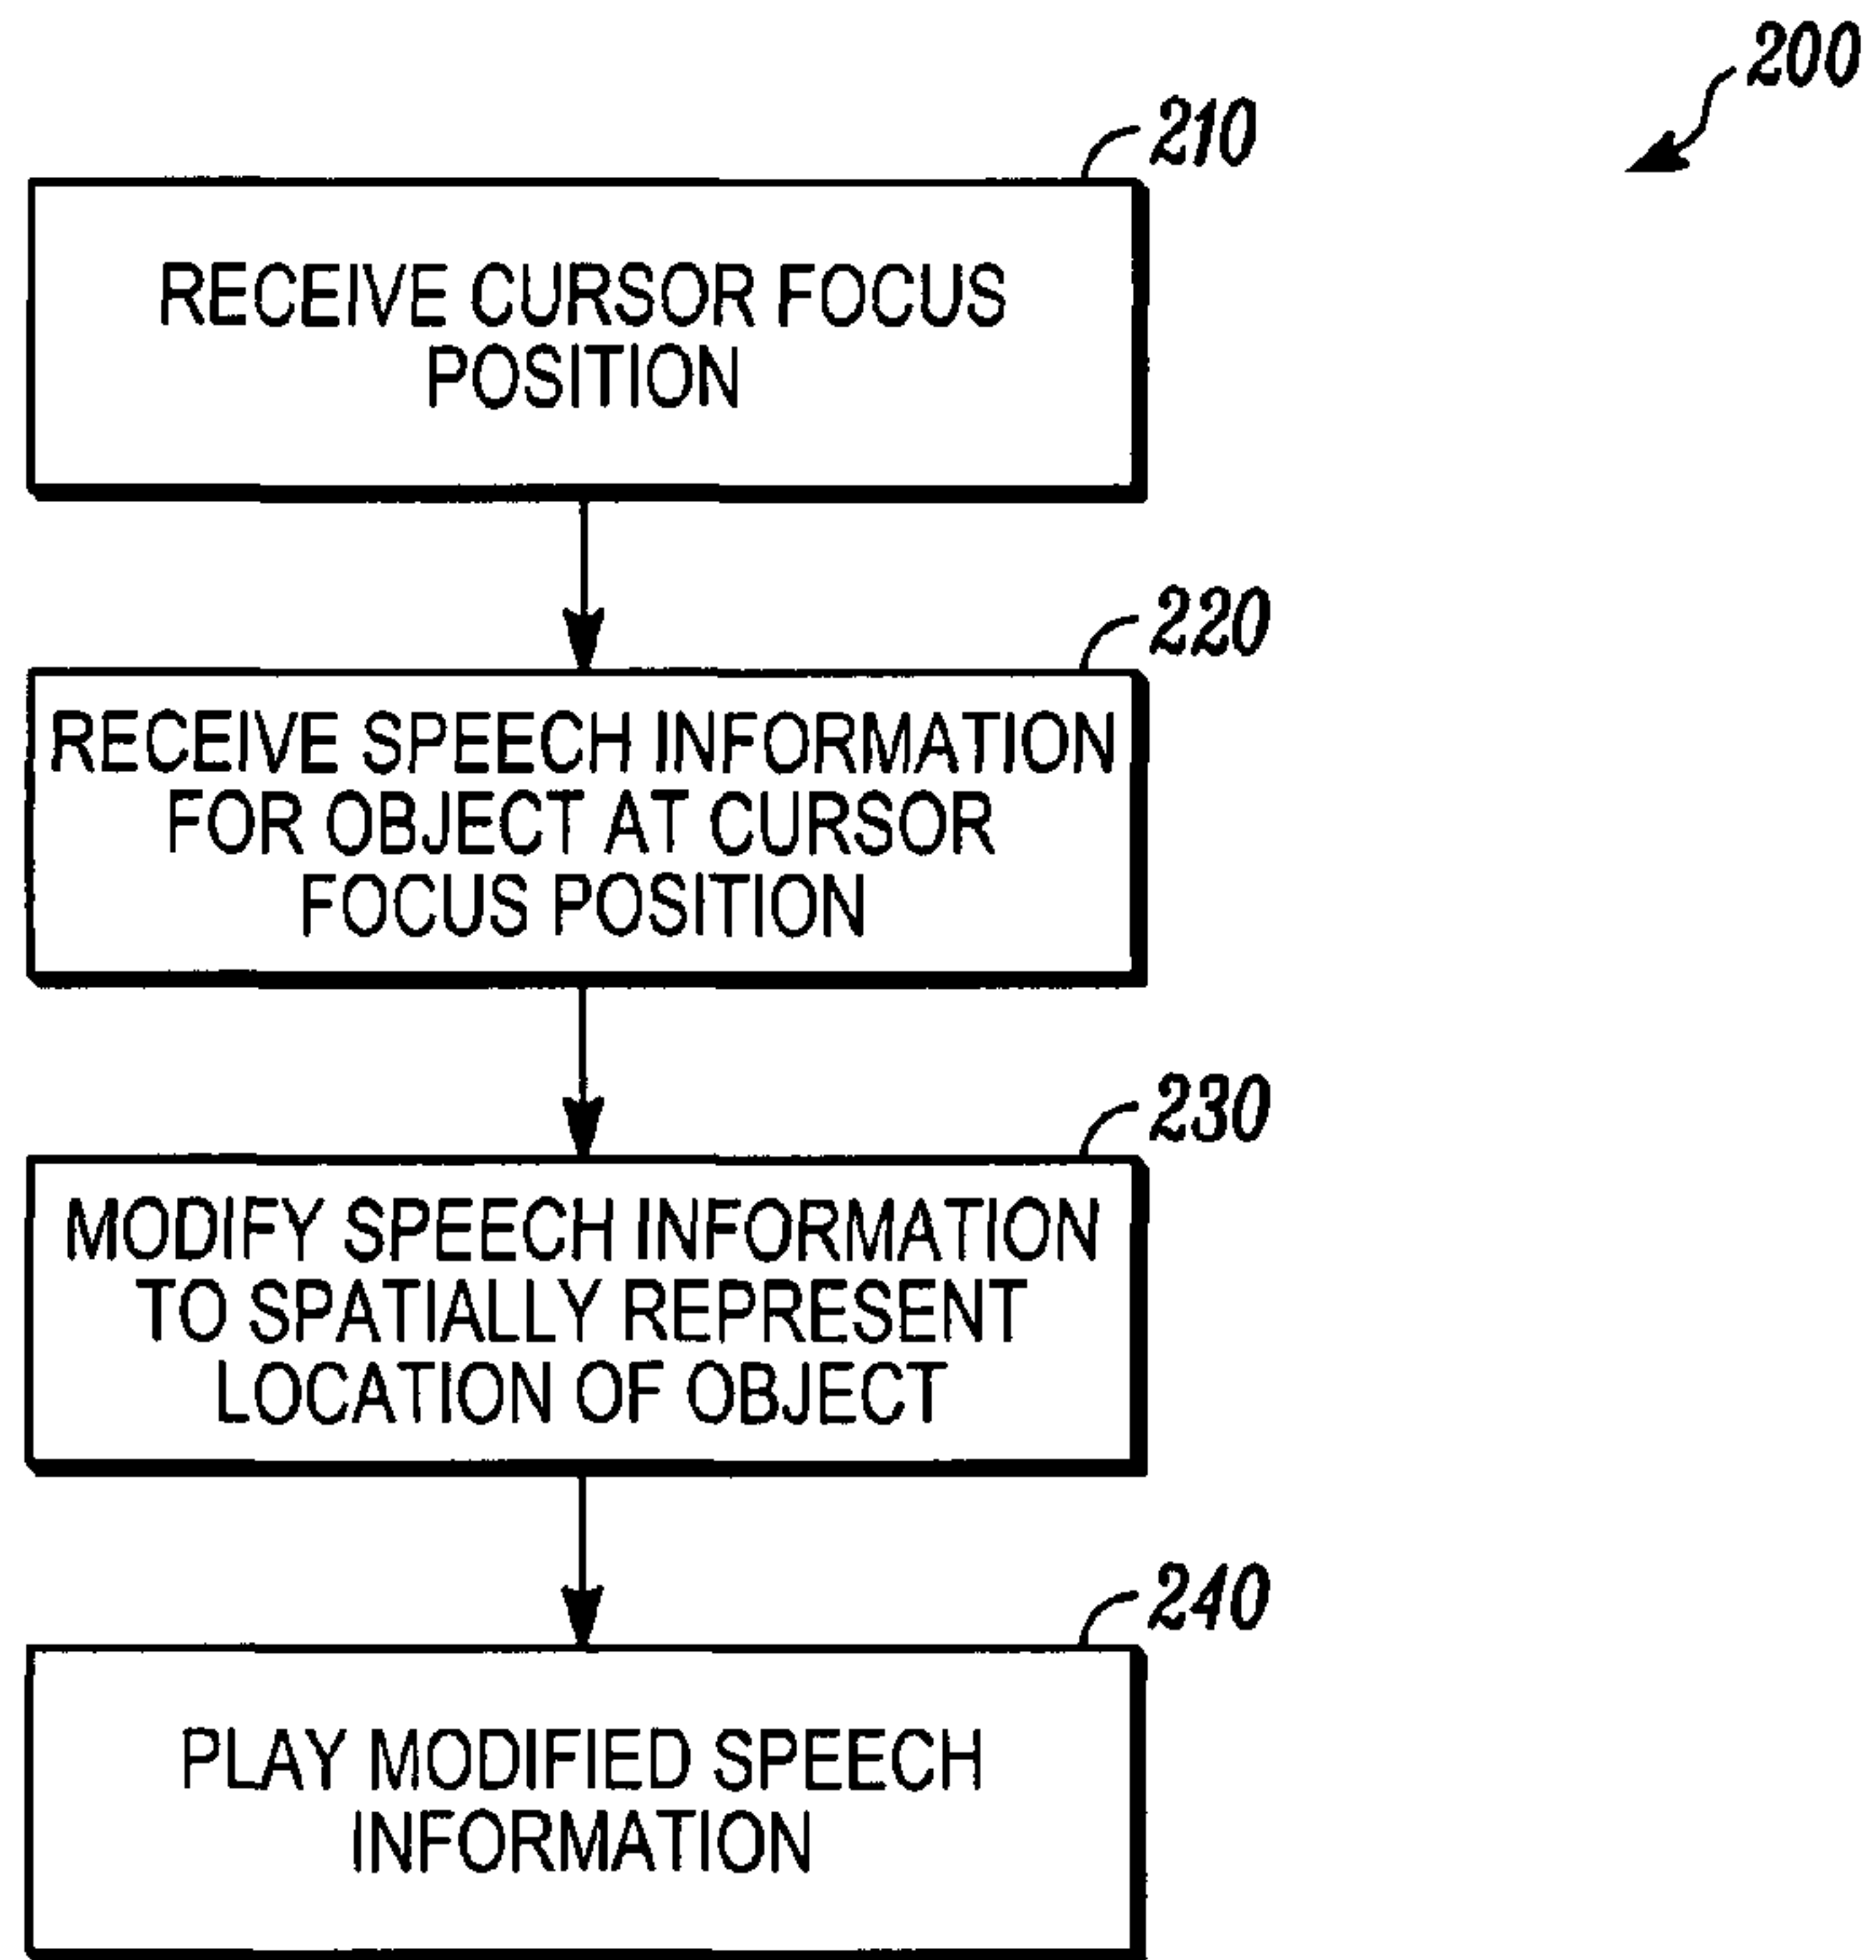 200
210
RECEIVE CURSOR FOCUS
POSITION
220
RECEIVE SPEECH INFORMATION
FOR OBJECT AT CURSOR
FOCUS POSITION
230
MODIFY SPEECH INFORMATION
TO SPATIALLY REPRESENT
LOCATION OF OBJECT
240
PLAY MODIFIED SPEECH
INFORMATION